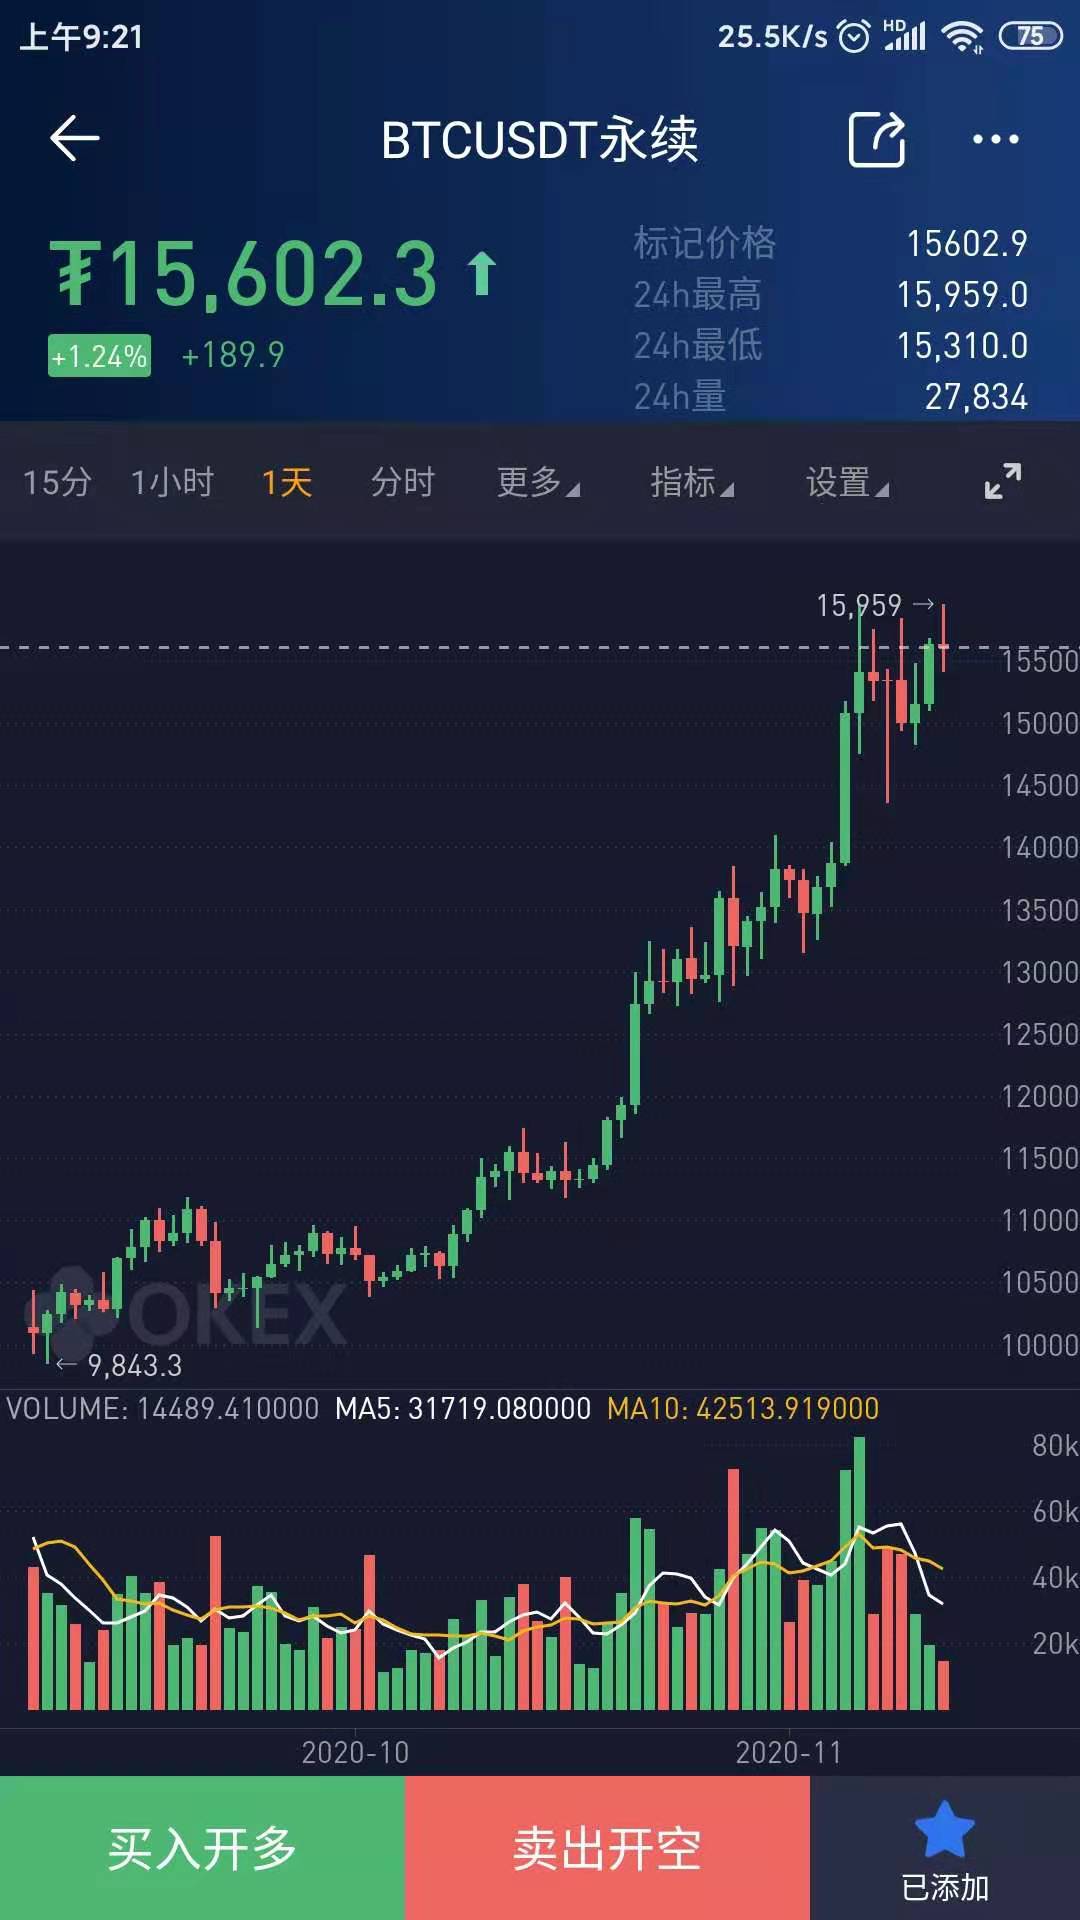 上午9:21 25.5K/s HD 75
BTCUSDT永续
₮15,602.3
+1.24% +189.9
标记价格 15602.9
24h最高 15,959.0
24h最低 15,310.0
24h量 27,834
15分 1小时 1天 分时 更多 指标 设置
15,959
15500
15000
14500
14000
13500
13000
12500
12000
11500
11000
10500
OKEX
10000
9,843.3
VOLUME: 14489.410000 MA5: 31719.080000 MA10: 42513.919000
80k
60k
40k
20k
2020-10 2020-11
买入开多 卖出开空 已添加